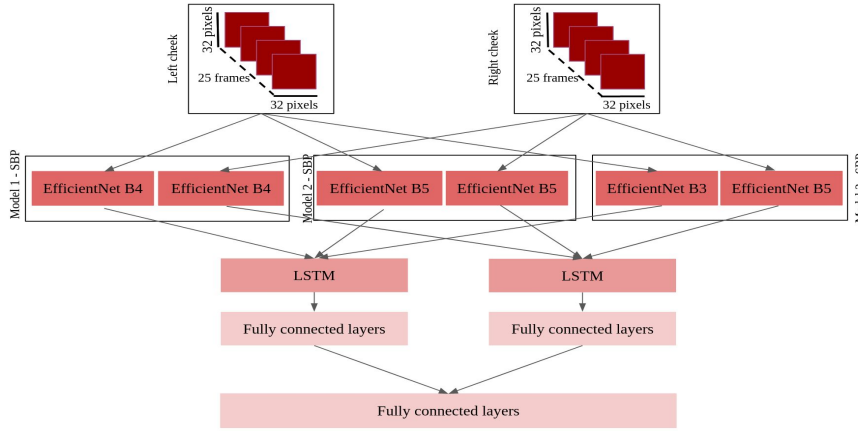 Left cheek
32 pixels
25 frames
32 pixels
Right cheek
32 pixels
25 frames
32 pixels
Model 1 - SBP
EfficientNet B4
EfficientNet B4
Model 2 - SBP
EfficientNet B5
EfficientNet B5
EfficientNet B3
EfficientNet B5
LSTM
LSTM
Fully connected layers
Fully connected layers
Fully connected layers